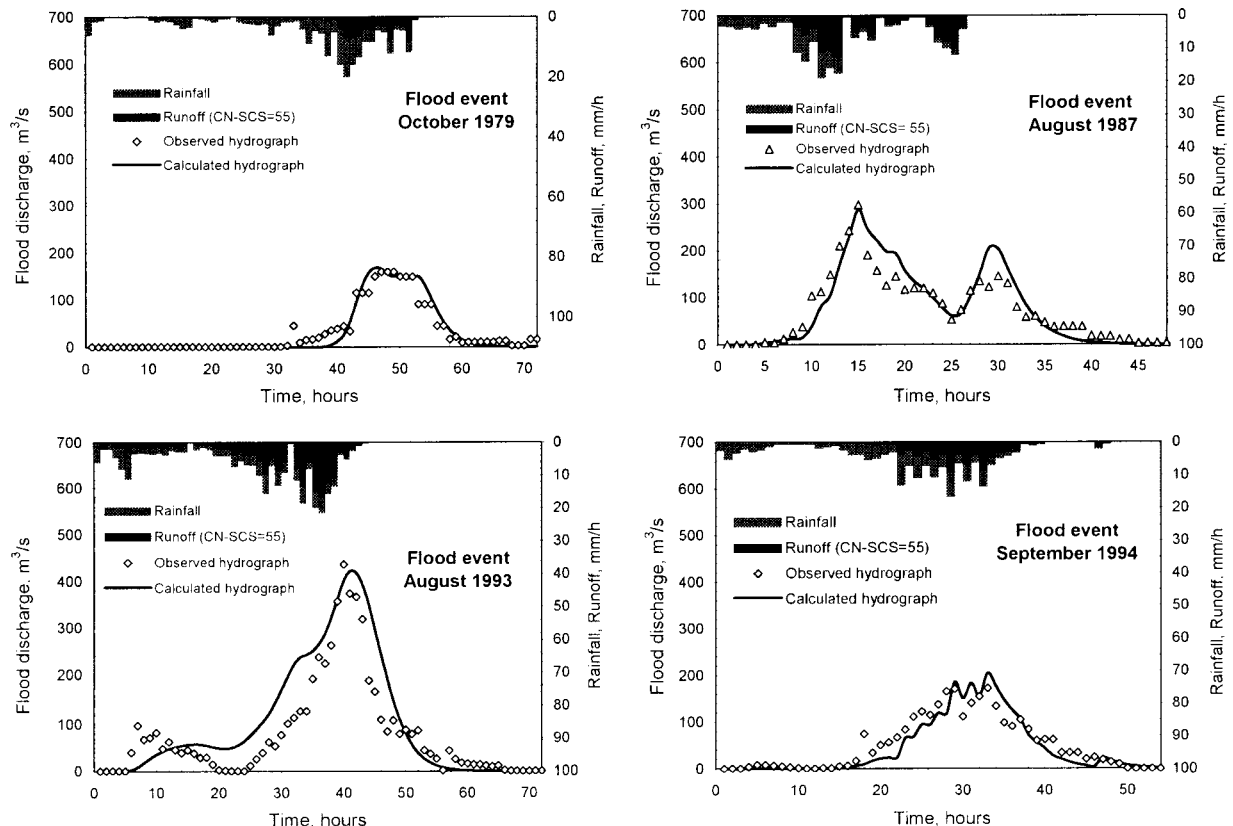 700
600
500
400
300
200
100
0
Flood discharge, m³/s
0
20
40
60
80
100
Rainfall, Runoff, mm/h
Rainfall
Runoff (CN-SCS=55)
Observed hydrograph
Calculated hydrograph
Flood event
October 1979
0 10 20 30 40 50 60 70
Time, hours
700
600
500
400
300
200
100
0
Flood discharge, m³/s
0
10
20
30
40
50
60
70
80
90
100
Rainfall, Runoff, mm/h
Rainfall
Runoff (CN-SCS= 55)
Observed hydrograph
Calculated hydrograph
Flood event
August 1987
0 5 10 15 20 25 30 35 40 45
Time, hours
700
600
500
400
300
200
100
0
Flood discharge, m³/s
0
10
20
30
40
50
60
70
80
90
100
Rainfall, Runoff, mm/h
Rainfall
Runoff (CN-SCS=55)
Observed hydrograph
Calculated hydrograph
Flood event
August 1993
0 10 20 30 40 50 60 70
Time, hours
700
600
500
400
300
200
100
0
Flood discharge, m³/s
0
10
20
30
40
50
60
70
80
90
100
Rainfall, Runoff. mm/h
Rainfall
Runoff (CN-SCS=55)
Observed hydrograph
Calculated hydrograph
Flood event
September 1994
0 10 20 30 40 50
Time, hours